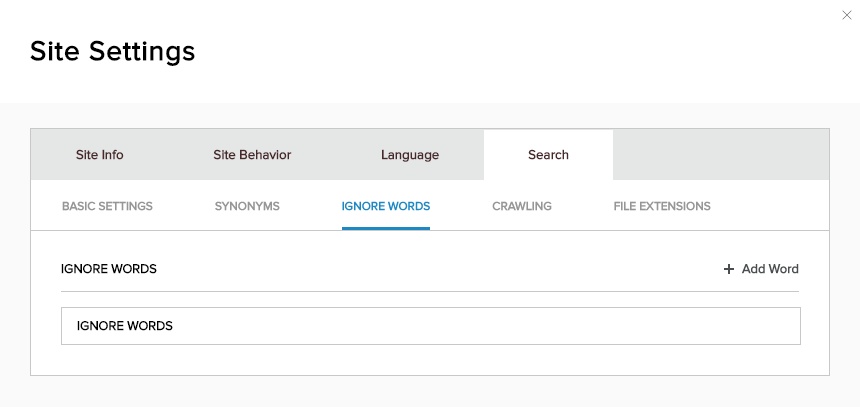 Site Settings
Site Info Site Behavior Language Search
BASIC SETTINGS SYNONYMS IGNORE WORDS CRAWLING FILE EXTENSIONS
IGNORE WORDS + Add Word
IGNORE WORDS